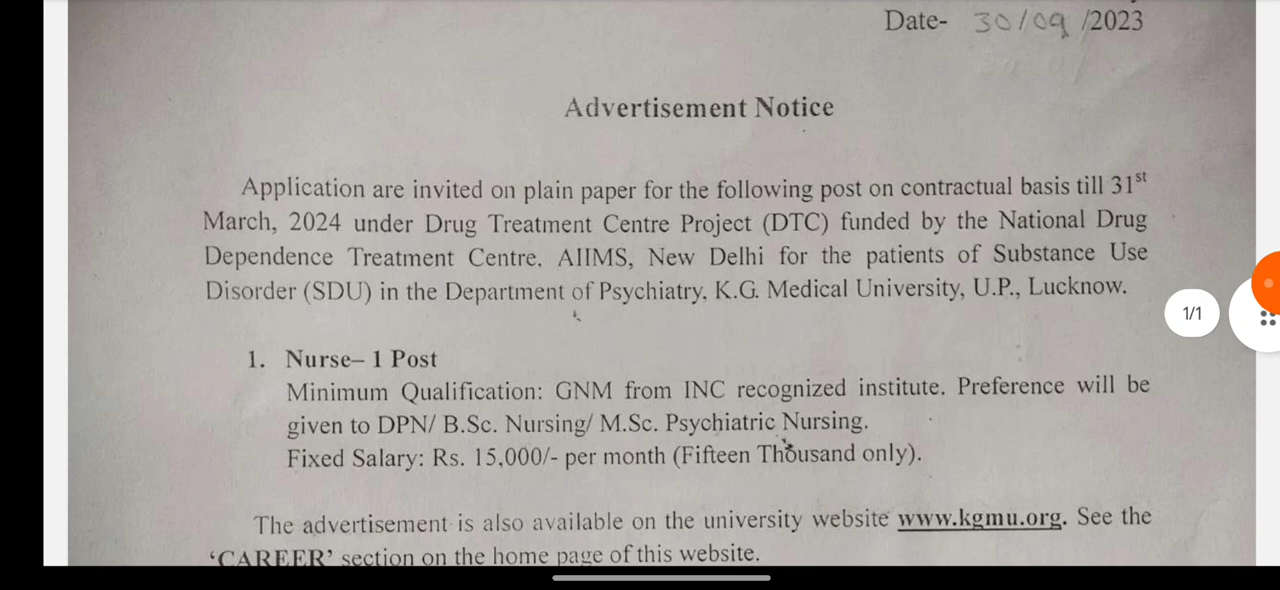 Date- 30/09/2023
Advertisement Notice
Application are invited on plain paper for the following post on contractual basis till 31st
March, 2024 under Drug Treatment Centre Project (DTC) funded by the National Drug
Dependence Treatment Centre. AIIMS, New Delhi for the patients of Substance Use
Disorder (SDU) in the Department of Psychiatry, K.G. Medical University, U.P., Lucknow.
1/1
1. Nurse– 1 Post
Minimum Qualification: GNM from INC recognized institute. Preference will be
given to DPN/ B.Sc. Nursing/ M.Sc. Psychiatric Nursing.
Fixed Salary: Rs. 15,000/- per month (Fifteen Thousand only).
The advertisement is also available on the university website www.kgmu.org. See the
‘CAREER’ section on the home page of this website.